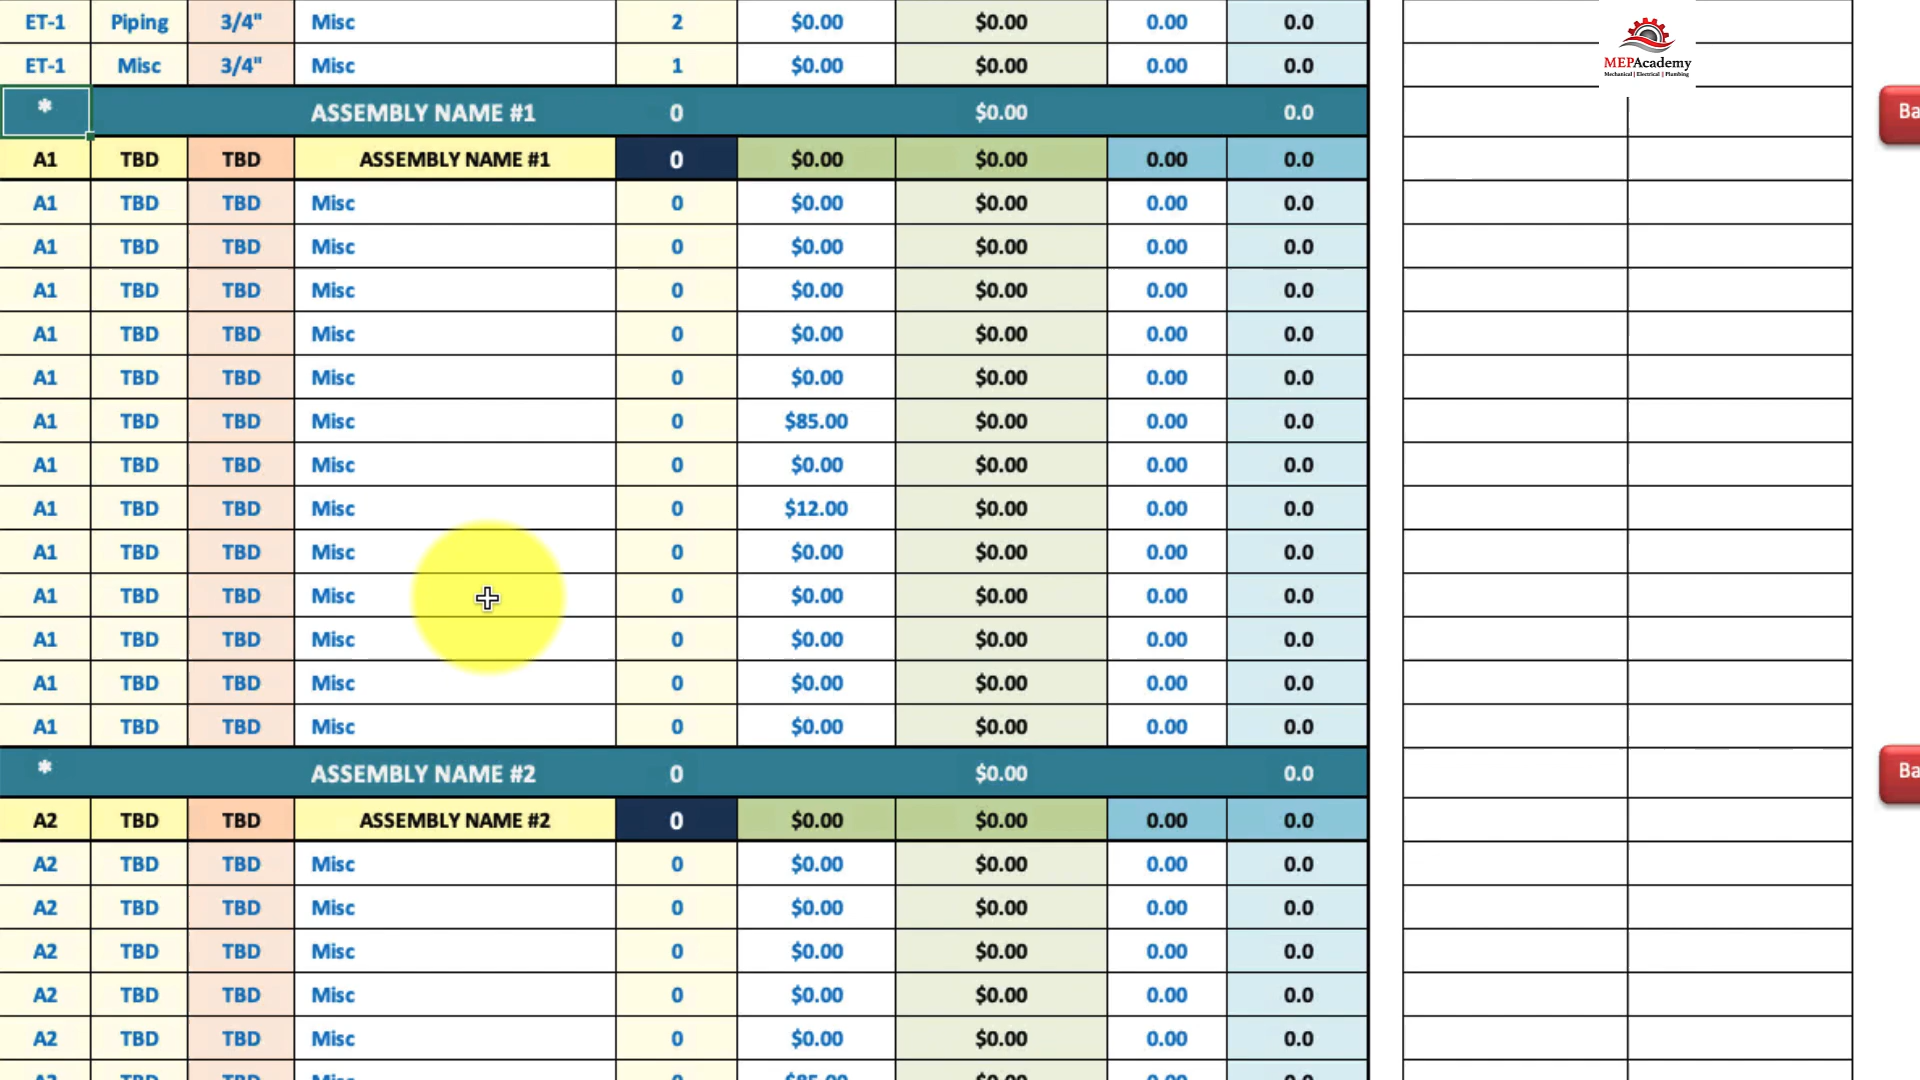 ET-1 Piping 3/4" Misc 2 $0.00 $0.00 0.00 0.0
ET-1 Misc 3/4" Misc 1 $0.00 $0.00 0.00 0.0
MEPAcademy
Mechanical | Electrical | Plumbing
* ASSEMBLY NAME #1 0 $0.00 0.0
Ba
A1 TBD TBD ASSEMBLY NAME #1 0 $0.00 $0.00 0.00 0.0
A1 TBD TBD Misc 0 $0.00 $0.00 0.00 0.0
A1 TBD TBD Misc 0 $0.00 $0.00 0.00 0.0
A1 TBD TBD Misc 0 $0.00 $0.00 0.00 0.0
A1 TBD TBD Misc 0 $0.00 $0.00 0.00 0.0
A1 TBD TBD Misc 0 $0.00 $0.00 0.00 0.0
A1 TBD TBD Misc 0 $85.00 $0.00 0.00 0.0
A1 TBD TBD Misc 0 $0.00 $0.00 0.00 0.0
A1 TBD TBD Misc 0 $12.00 $0.00 0.00 0.0
A1 TBD TBD Misc 0 $0.00 $0.00 0.00 0.0
A1 TBD TBD Misc 0 $0.00 $0.00 0.00 0.0
A1 TBD TBD Misc 0 $0.00 $0.00 0.00 0.0
A1 TBD TBD Misc 0 $0.00 $0.00 0.00 0.0
A1 TBD TBD Misc 0 $0.00 $0.00 0.00 0.0
* ASSEMBLY NAME #2 0 $0.00 0.0
Ba
A2 TBD TBD ASSEMBLY NAME #2 0 $0.00 $0.00 0.00 0.0
A2 TBD TBD Misc 0 $0.00 $0.00 0.00 0.0
A2 TBD TBD Misc 0 $0.00 $0.00 0.00 0.0
A2 TBD TBD Misc 0 $0.00 $0.00 0.00 0.0
A2 TBD TBD Misc 0 $0.00 $0.00 0.00 0.0
A2 TBD TBD Misc 0 $0.00 $0.00 0.00 0.0